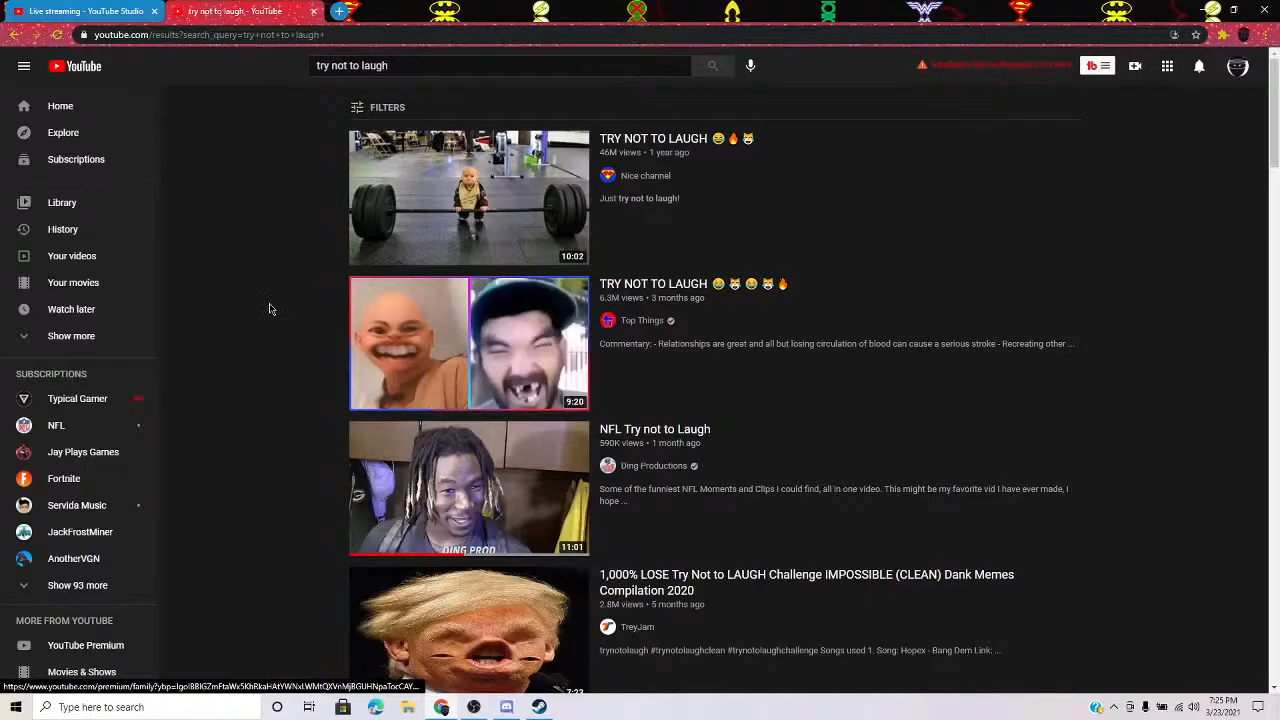 Live streaming - YouTube Studio
try not to laugh - YouTube
youtube.com/results?search_query=try+not+to+laugh+
YouTube
try not to laugh
Home
Explore
Subscriptions
Library
History
Your videos
Your movies
Watch later
Show more
SUBSCRIPTIONS
Typical Gamer
NFL
Jay Plays Games
Fortnite
Servida Music
JackFrostMiner
AnotherVGN
Show 93 more
MORE FROM YOUTUBE
YouTube Premium
Movies & Shows
FILTERS
10:02
TRY NOT TO LAUGH 😂🔥😹
46M views • 1 year ago
Nice channel
Just try not to laugh!
9:20
TRY NOT TO LAUGH 😂😹😂😹🔥
6.3M views • 3 months ago
Top Things
Commentary: - Relationships are great and all but losing circulation of blood can cause a serious stroke - Recreating other ...
DING PROD
11:01
NFL Try not to Laugh
590K views • 1 month ago
Ding Productions
Some of the funniest NFL Moments and Clips I could find, all in one video. This might be my favorite vid I have ever made, I
hope ...
7:23
1,000% LOSE Try Not to LAUGH Challenge IMPOSSIBLE (CLEAN) Dank Memes
Compilation 2020
2.8M views • 5 months ago
TreyJam
#trynotolaugh #trynotolaughclean #trynotolaughchallenge Songs used 1. Song: Hopex - Bang Dem Link: ...
Type here to search
7:25 PM
3/23/2021